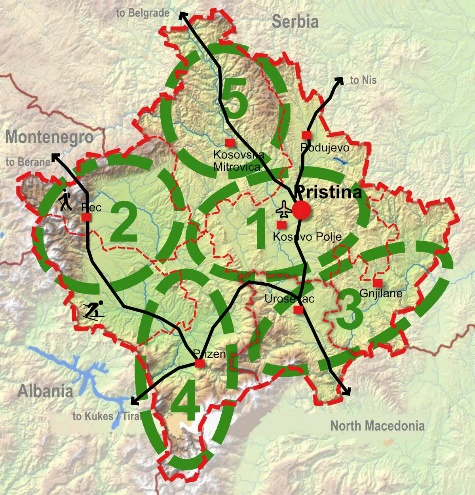 to Belgrade
Serbia
to Nis
5
Montenegro
to Berane
Kosovska
Mitrovica
Podujevo
Pristina
Pec
2
1
Kosovo Polje
Gnjilane
Urosevac
3
Prizen
Albania
4
to Kukes / Tira
North Macedonia